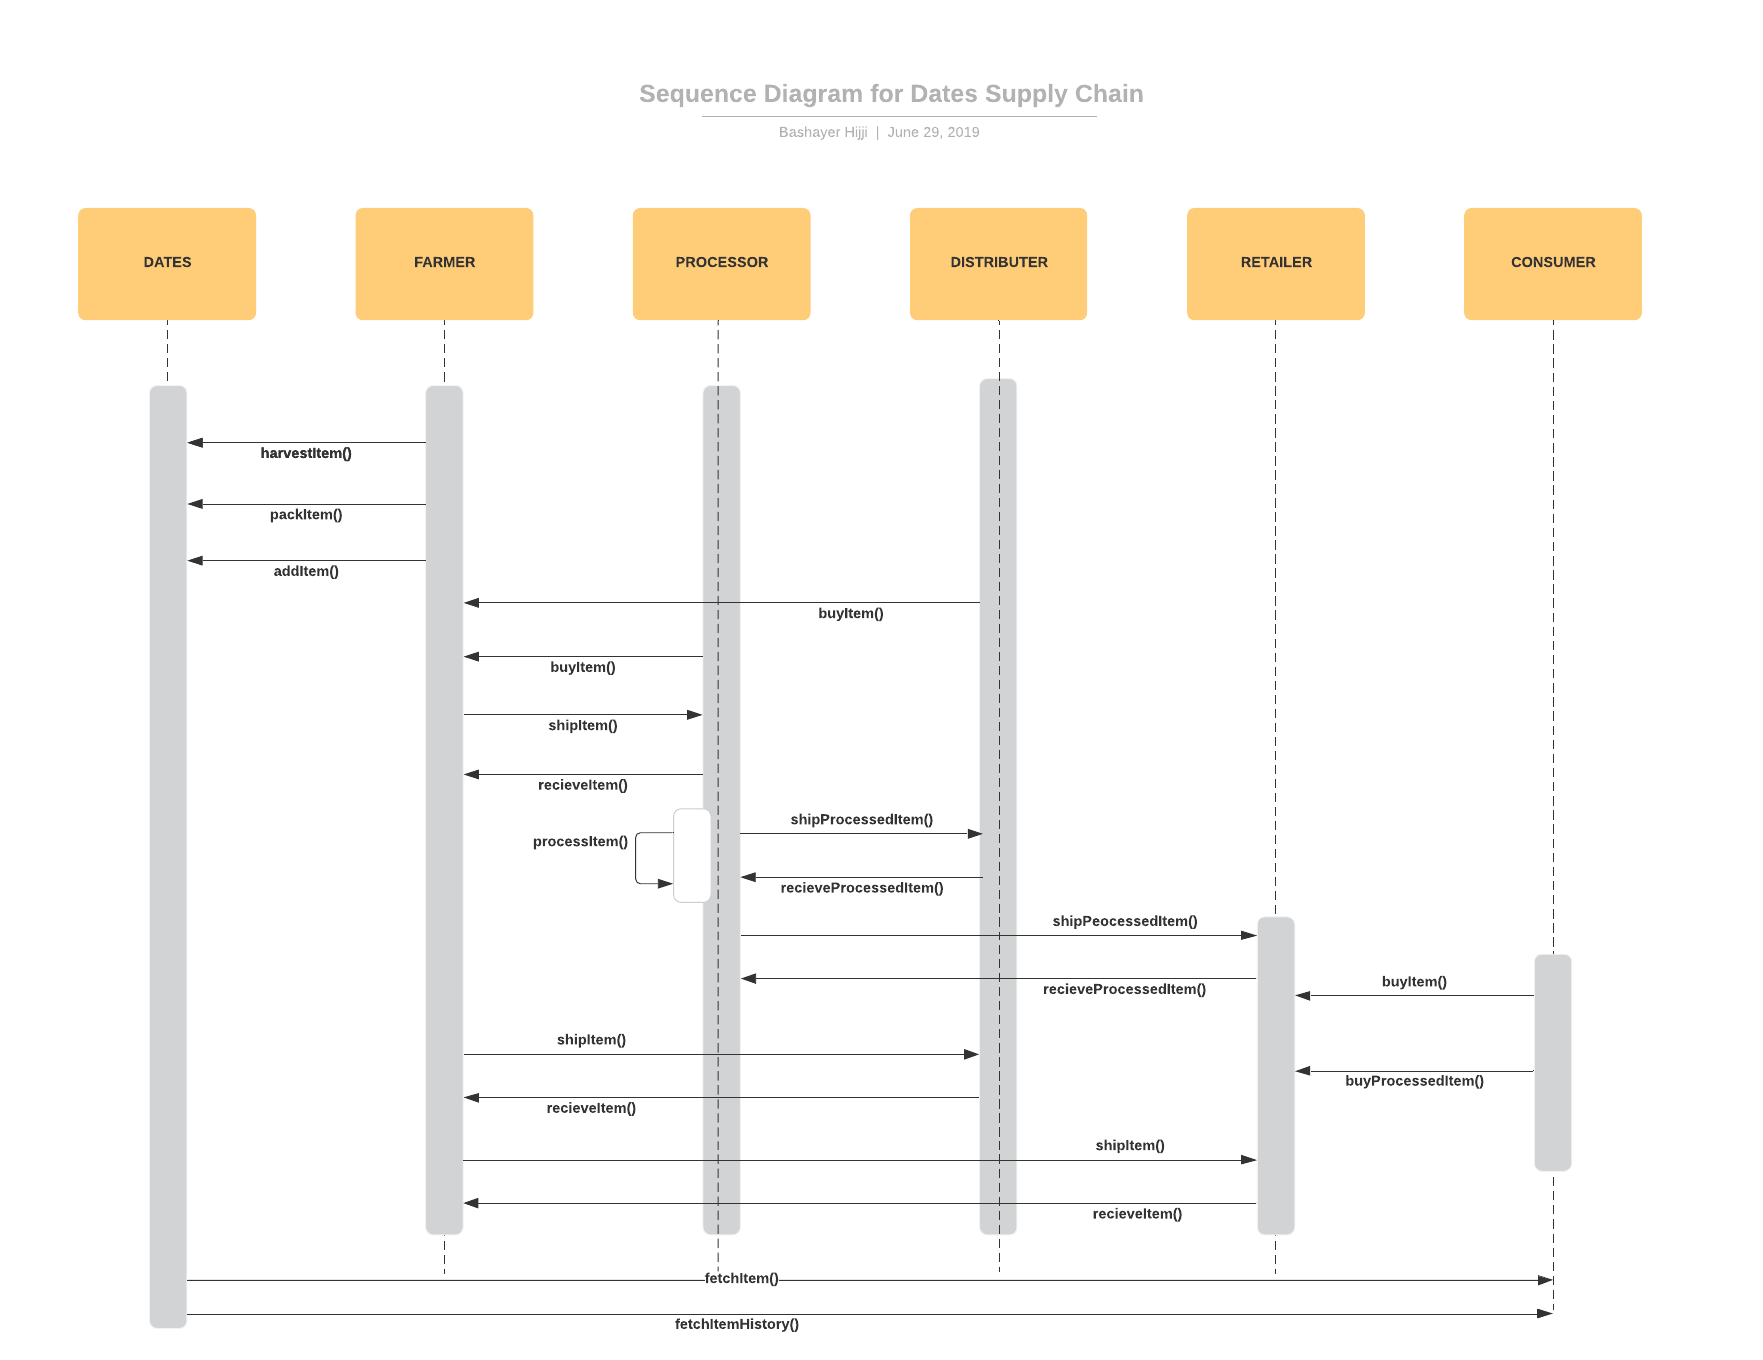 Sequence Diagram for Dates Supply Chain
Bashayer Hijji | June 29, 2019
DATES
FARMER
PROCESSOR
DISTRIBUTER
RETAILER
CONSUMER
harvestItem()
packItem()
addItem()
buyItem()
buyItem()
shipItem()
recieveItem()
shipProcessedItem()
processItem()
recieveProcessedItem()
shipPeocessedItem()
buyItem()
recieveProcessedItem()
shipItem()
buyProcessedItem()
recieveItem()
shipItem()
recieveItem()
fetchItem()
fetchItemHistory()